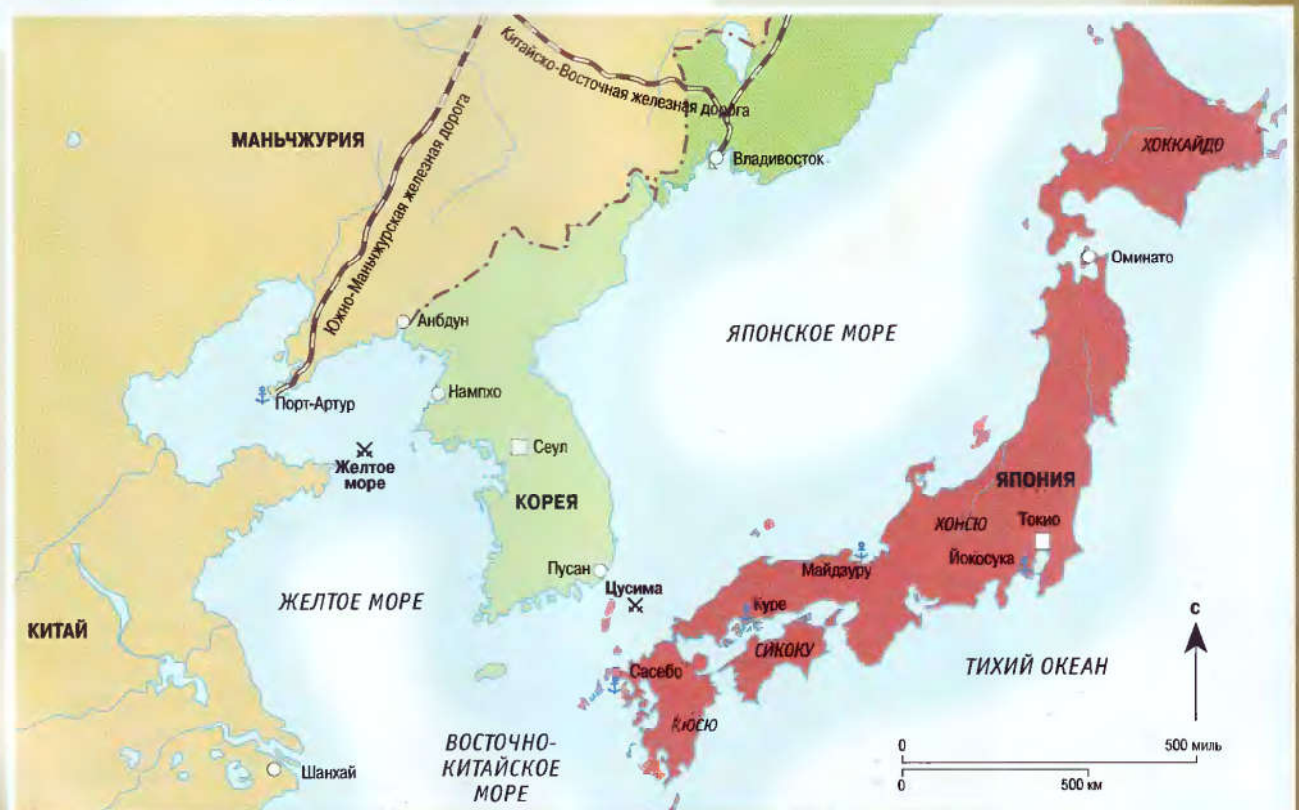 Китайско-Восточная железная дорога
МАНЬЧЖУРИЯ
Южно-Маньчжурская железная дорога
Владивосток
ХОККАЙДО
Оминато
Анбдун
ЯПОНСКОЕ МОРЕ
Нампхо
Порт-Артур
Сеул
Желтое
море
КОРЕЯ
ЯПОНИЯ
ХОНСЮ
Токио
Йокосука
Майдзуру
Пусан
Цусима
Куре
ЖЕЛТОЕ МОРЕ
КИТАЙ
СИКОКУ
С
ТИХИЙ ОКЕАН
Сасебо
КЮСЮ
ВОСТОЧНО-
КИТАЙСКОЕ
МОРЕ
Шанхай
0
500 миль
0
500 км